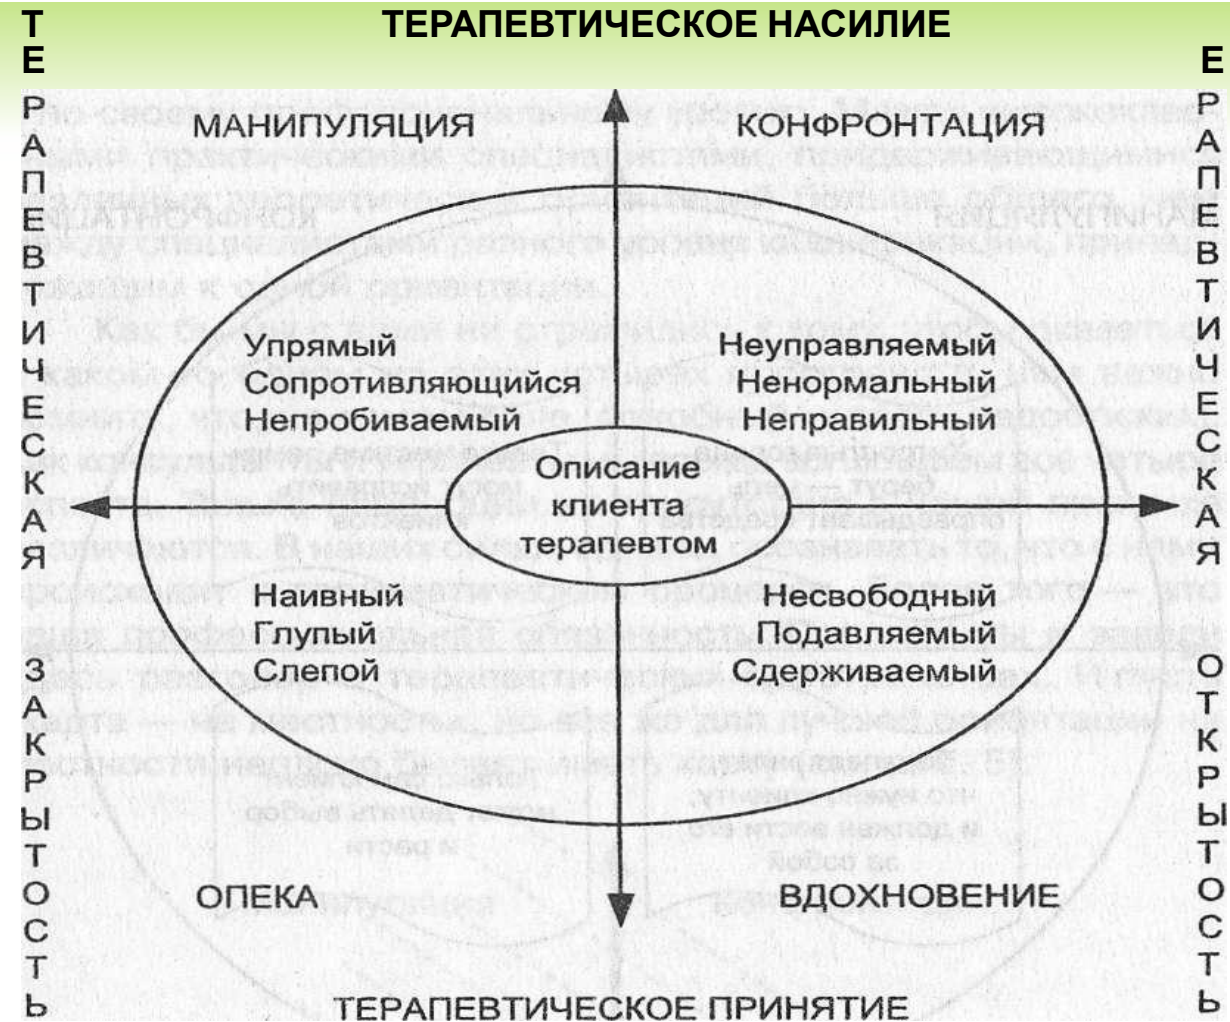 ТЕРАПЕВТИЧЕСКОЕ НАСИЛИЕ
ТЕРАПЕВТИЧЕСКАЯ ЗАКРЫТОСТЬ
МАНИПУЛЯЦИЯ
КОНФРОНТАЦИЯ
Упрямый
Сопротивляющийся
Непробиваемый
Неуправляемый
Ненормальный
Неправильный
Описание
клиента
терапевтом
Наивный
Глупый
Слепой
Несвободный
Подавляемый
Сдерживаемый
ОПЕКА
ВДОХНОВЕНИЕ
ЕРАПЕВТИЧЕСКАЯ ОТКРЫТОСТЬ
ТЕРАПЕВТИЧЕСКОЕ ПРИНЯТИЕ